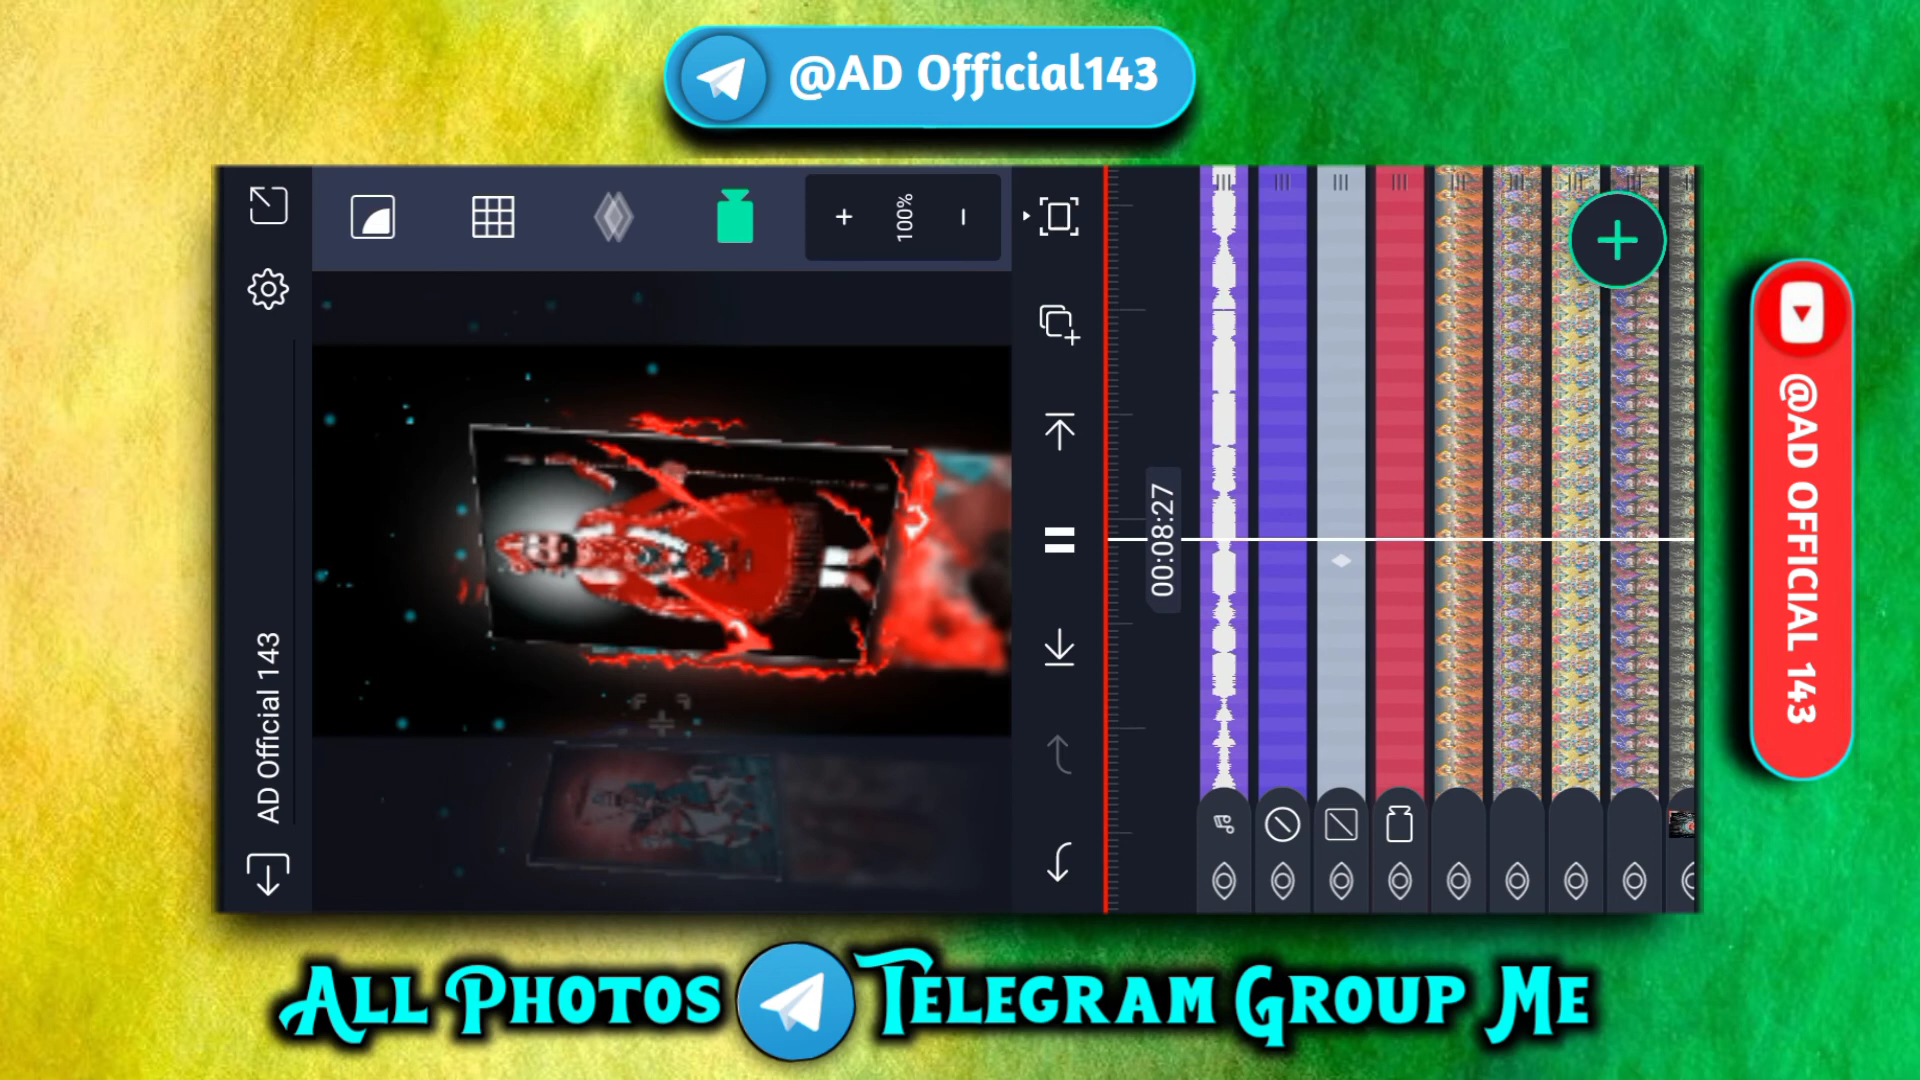 @AD Official143
AD Official 143
+ 100% -
00:08:27
@AD OFFICIAL 143
ALL PHOTOS TELEGRAM GROUP ME